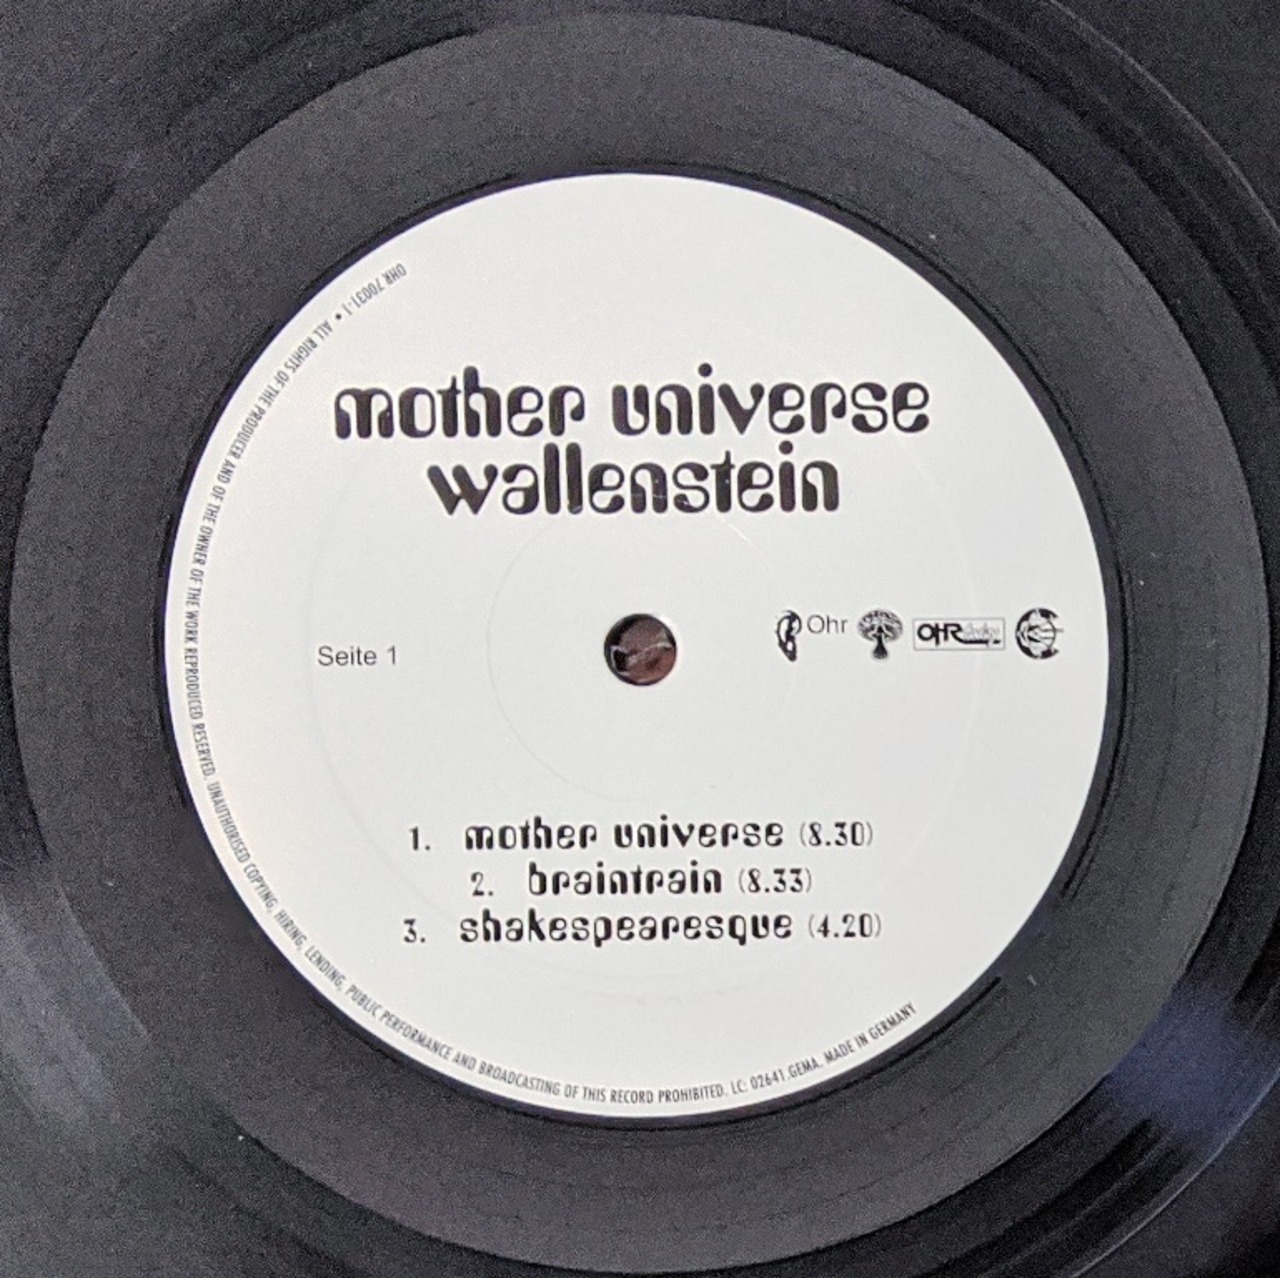 mother universe
wallenstein
Seite 1
Ohr
OHR
1. mother universe (8.30)
2. braintrain (8.33)
3. shakespearesque (4.20)
OHR 70031-1 • ALL RIGHTS OF THE PRODUCER AND OF THE OWNER OF THE WORK REPRODUCED RESERVED. UNAUTHORISED COPYING, HIRING, LENDING, PUBLIC PERFORMANCE AND BROADCASTING OF THIS RECORD PROHIBITED. LC: 02641.GEMA. MADE IN GERMANY